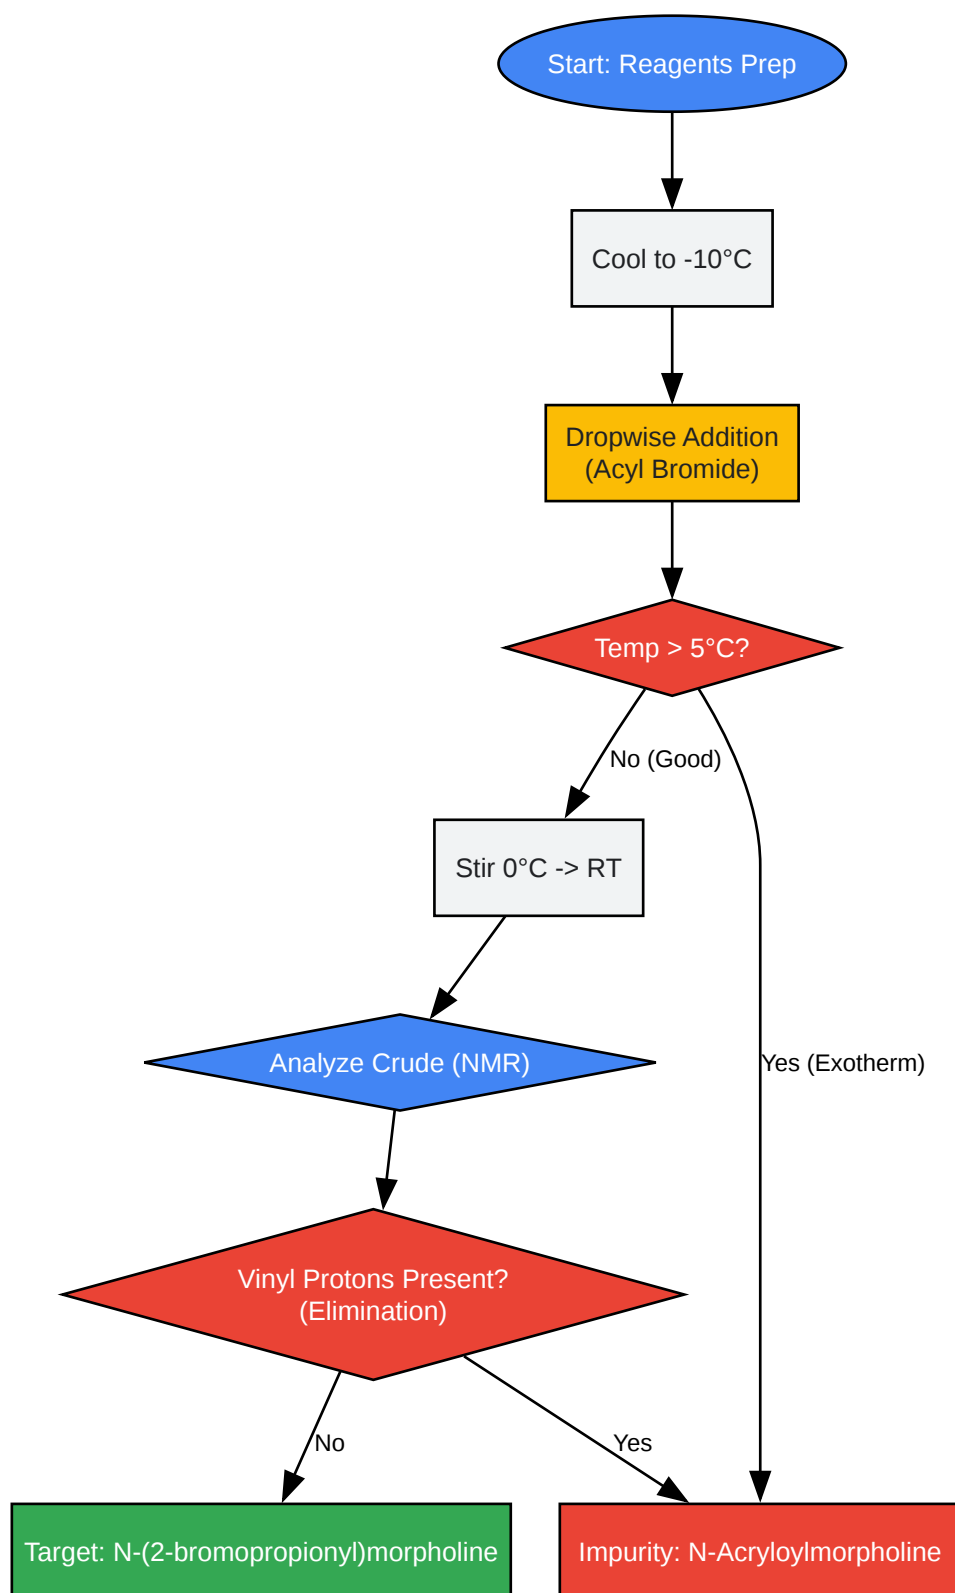 Start: Reagents Prep
Cool to -10°C
Dropwise Addition
(Acyl Bromide)
Temp > 5°C?
No (Good)
Stir 0°C -> RT
Analyze Crude (NMR)
Yes (Exotherm)
Vinyl Protons Present?
(Elimination)
No
Yes
Target: N-(2-bromopropionyl)morpholine
Impurity: N-Acryloylmorpholine